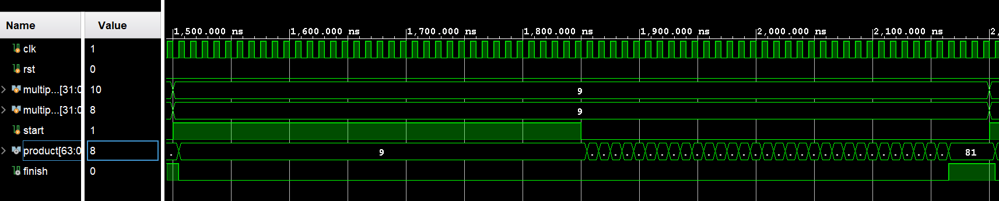 Name Value
1,500.000 ns 1,600.000 ns 1,700.000 ns 1,800.000 ns 1,900.000 ns 2,000.000 ns 2,100.000 ns 2,
clk 1
rst 0
multip...[31:0 10 9
multip...[31:0 8 9
start 1
product[63:0 8 . 9 . . . . . . . . . . . . . . . . . . . . . . . . . . . . . . . 81
finish 0